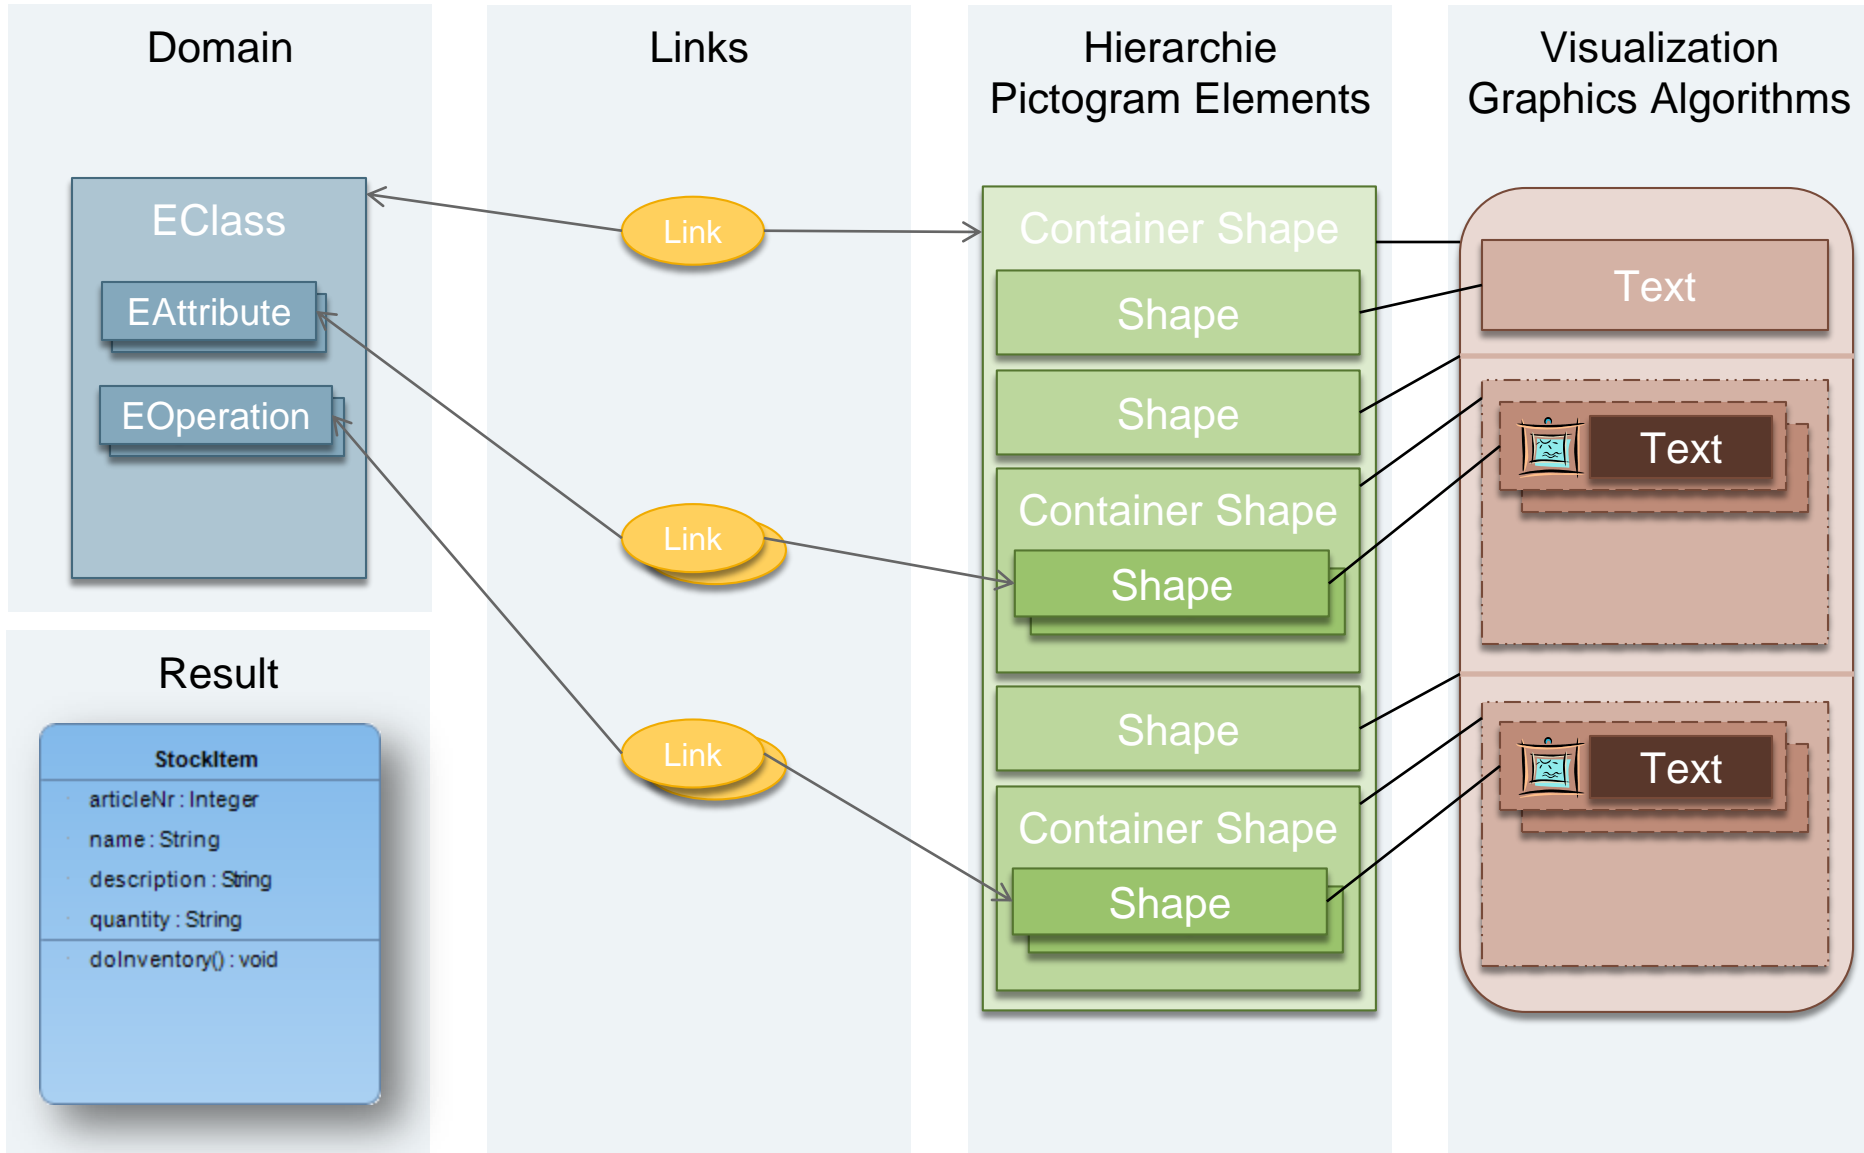 Domain
EClass
EAttribute
EOperation
Result
StockItem
articleNr : Integer
name : String
description : String
quantity : String
doInventory() : void
Links
Link
Link
Link
Hierarchie
Pictogram Elements
Container Shape
Shape
Shape
Container Shape
Shape
Shape
Container Shape
Shape
Visualization
Graphics Algorithms
Text
Text
Text